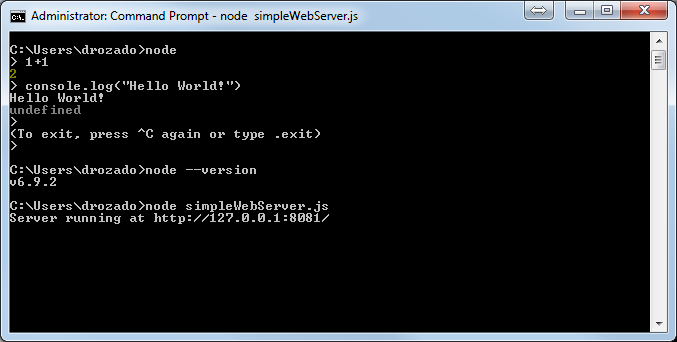 Administrator: Command Prompt - node  simpleWebServer.js
C:\Users\drozado>node
> 1+1
2
> console.log("Hello World!")
Hello World!
undefined
>
(To exit, press ^C again or type .exit)
>
C:\Users\drozado>node --version
v6.9.2
C:\Users\drozado>node simpleWebServer.js
Server running at http://127.0.0.1:8081/